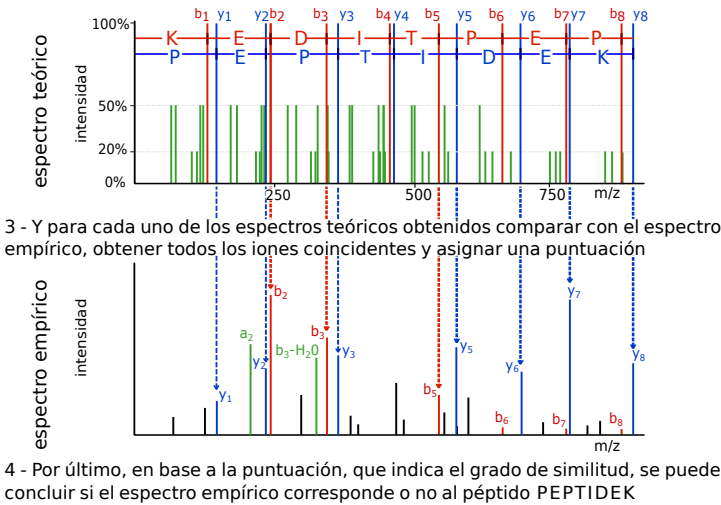 b1 y1 y2 b2 b3 y3 b4 y4 b5 y5 b6 y6 b7 y7 b8 y8
100%
K E D I T P E P
P E P T I D E K
espectro teórico
intensidad
50%
20%
0%
250 500 750 m/z
3 - Y para cada uno de los espectros teóricos obtenidos comparar con el espectro
empírico, obtener todos los iones coincidentes y asignar una puntuación
espectro empírico
intensidad
y1
a2
y2
b2
b3-H20
b3
y3
b5
y5
b6
y6
b7
y7
b8
y8
m/z
4 - Por último, en base a la puntuación, que indica el grado de similitud, se puede
concluir si el espectro empírico corresponde o no al péptido PEPTIDEK